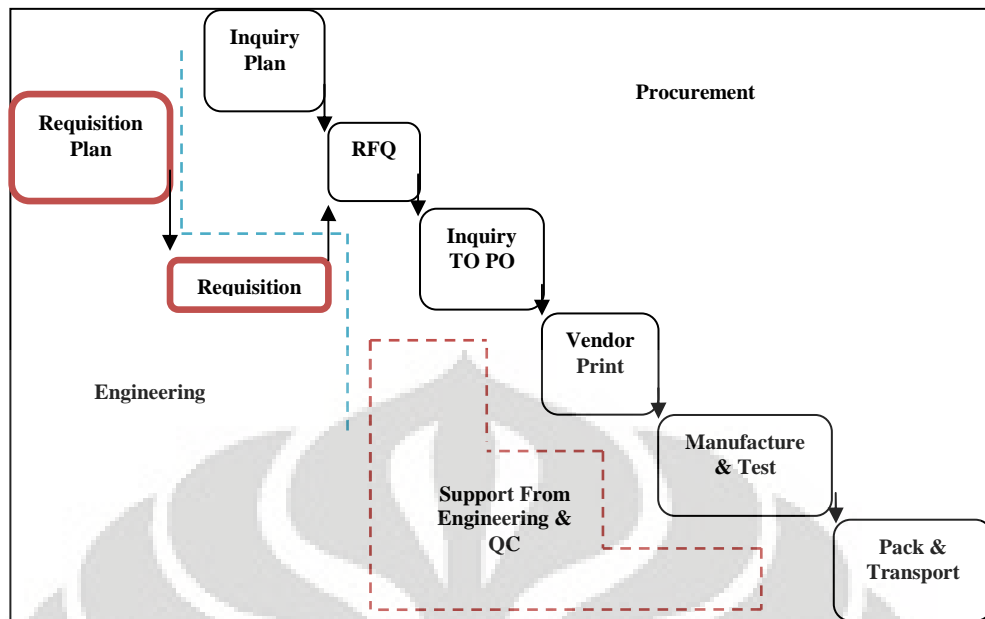 Inquiry
Plan
Procurement
Requisition
Plan
RFQ
Inquiry
TO PO
Requisition
Vendor
Print
Engineering
Manufacture
& Test
Support From
Engineering &
QC
Pack &
Transport